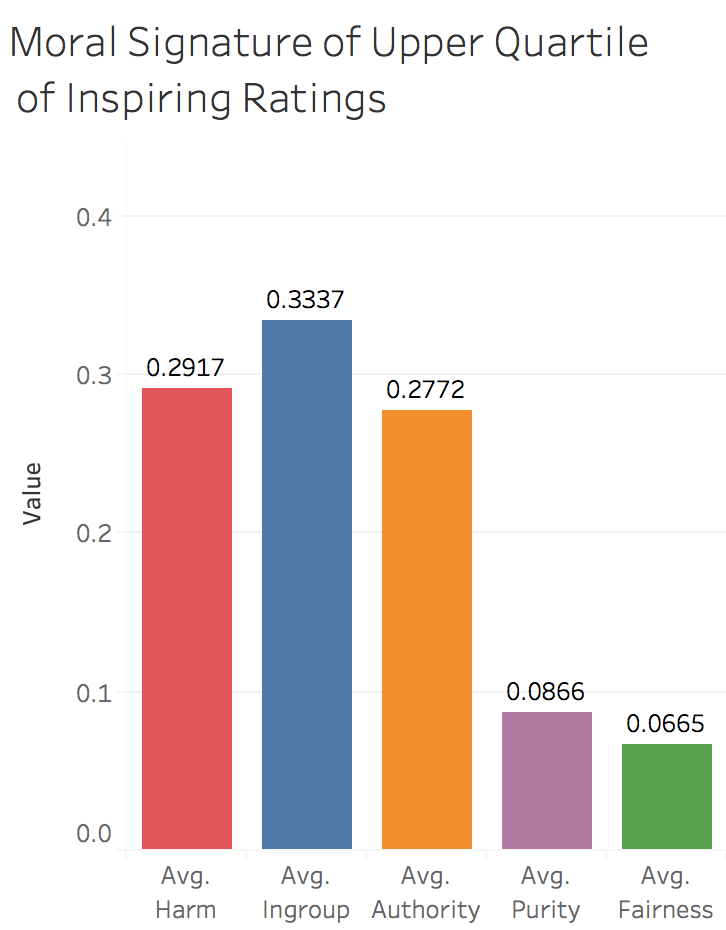 Moral Signature of Upper Quartile
of Inspiring Ratings
0.4
0.3337
0.3
0.2917
0.2772
Value
0.2
0.1
0.0866
0.0665
0.0
Avg. Avg. Avg. Avg. Avg.
Harm Ingroup Authority Purity Fairness